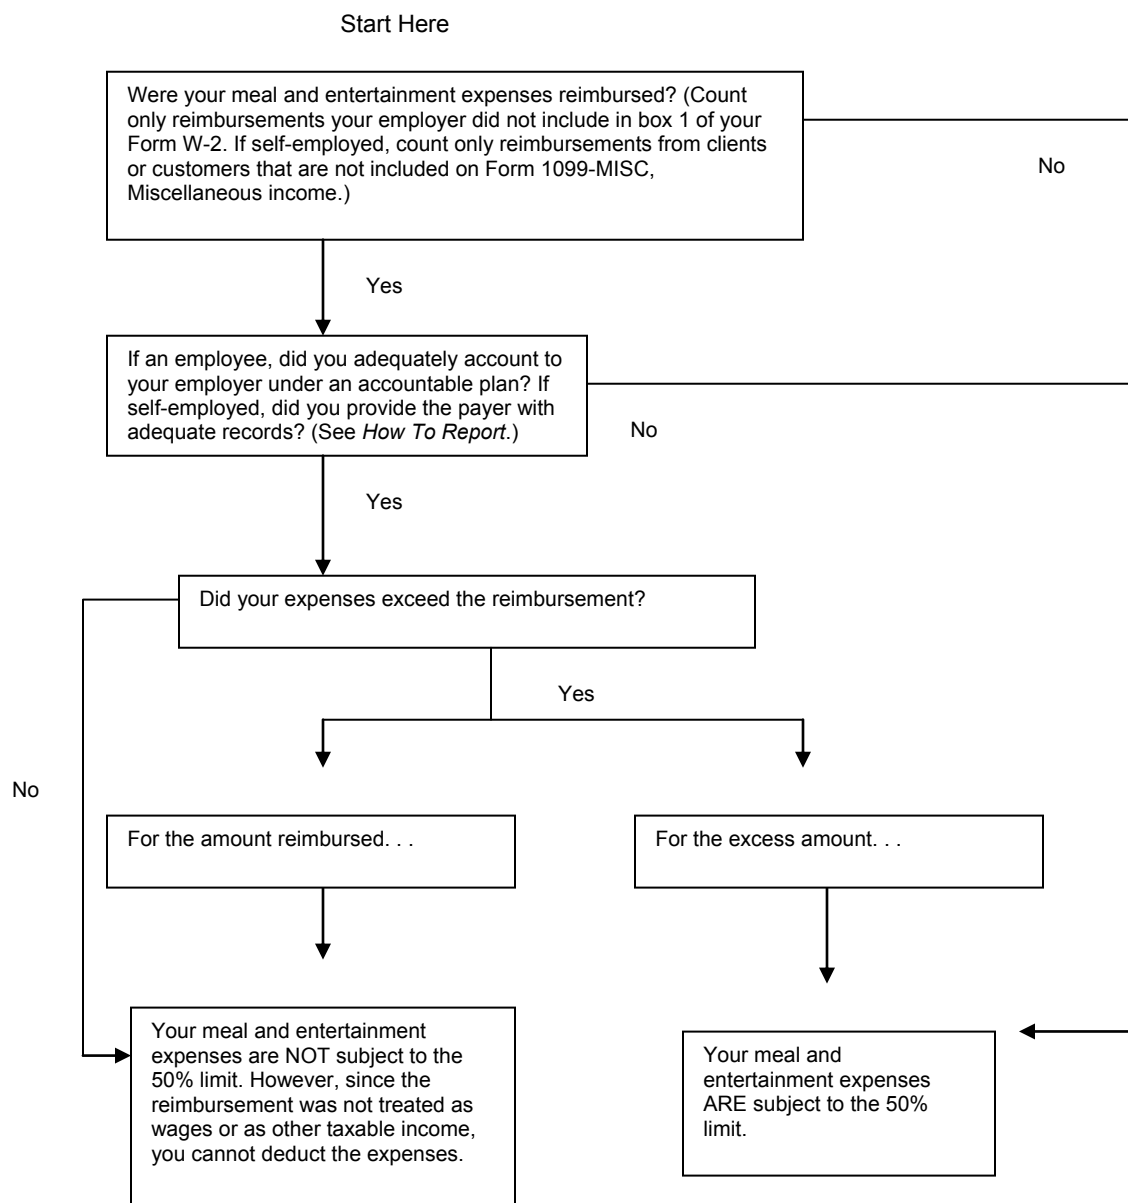 Start Here
Were your meal and entertainment expenses reimbursed? (Count
only reimbursements your employer did not include in box 1 of your
Form W-2. If self-employed, count only reimbursements from clients
or customers that are not included on Form 1099-MISC,
Miscellaneous income.)
No
Yes
If an employee, did you adequately account to
your employer under an accountable plan? If
self-employed, did you provide the payer with
adequate records? (See How To Report.)
No
Yes
Did your expenses exceed the reimbursement?
Yes
No
For the amount reimbursed. . .
For the excess amount. . .
Your meal and entertainment
expenses are NOT subject to the
50% limit. However, since the
reimbursement was not treated as
wages or as other taxable income,
you cannot deduct the expenses.
Your meal and
entertainment expenses
ARE subject to the 50%
limit.